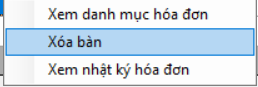 Xem danh mục hóa đơn
Xóa bàn
Xem nhật ký hóa đơn